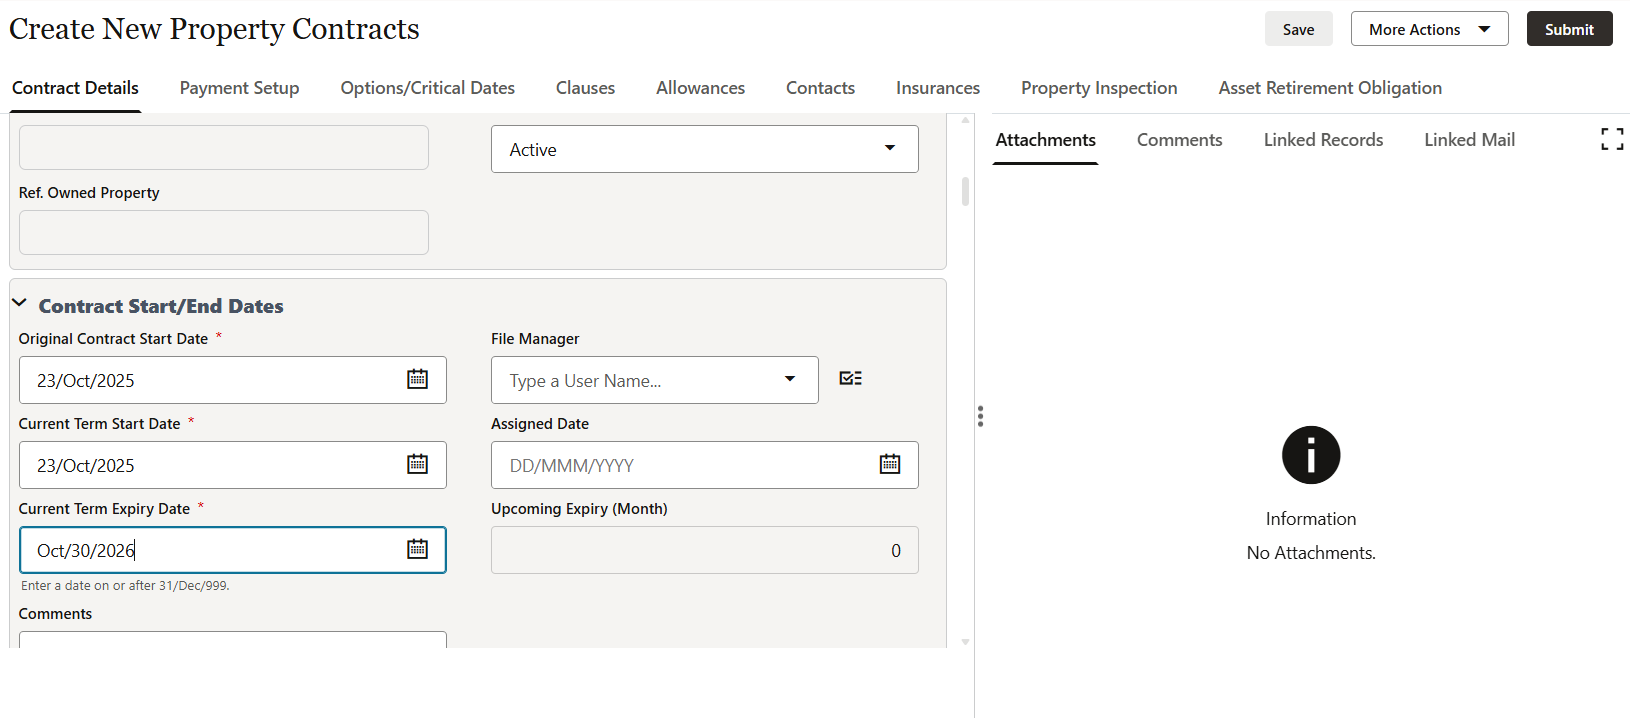 Create New Property Contracts
Save
More Actions
Submit
Contract Details
Payment Setup
Options/Critical Dates
Clauses
Allowances
Contacts
Insurances
Property Inspection
Asset Retirement Obligation
Active
Ref. Owned Property
Contract Start/End Dates
Original Contract Start Date *
23/Oct/2025
File Manager
Type a User Name...
Current Term Start Date *
23/Oct/2025
Assigned Date
DD/MMM/YYYY
Current Term Expiry Date *
Oct/30/2026
Enter a date on or after 31/Dec/999.
Upcoming Expiry (Month)
0
Comments
Attachments
Comments
Linked Records
Linked Mail
Information
No Attachments.